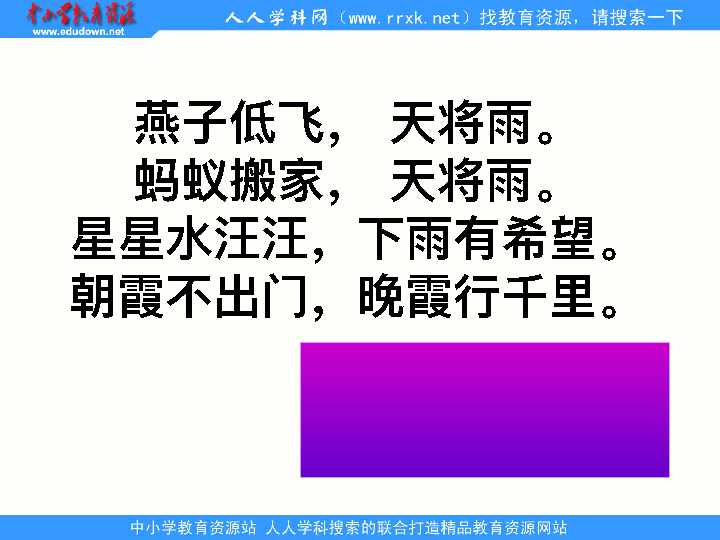 中小学教育资源
www.edudown.net
人人学科网（www.rrxk.net）找教育资源，请搜索一下
燕子低飞， 天将雨。
蚂蚁搬家， 天将雨。
星星水汪汪，下雨有希望。
朝霞不出门，晚霞行千里。
中小学教育资源站 人人学科搜索的联合打造精品教育资源网站